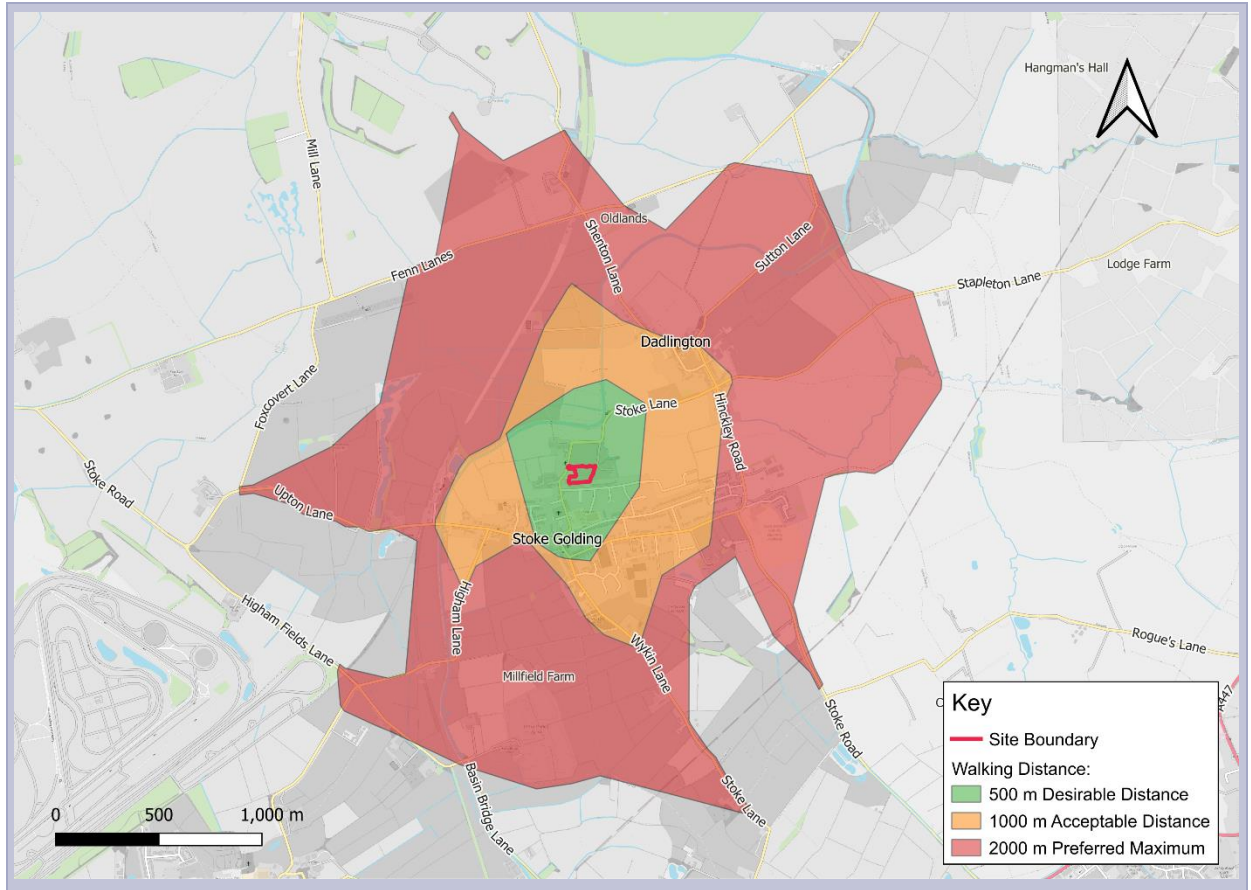 Hangman's Hall
Mill Lane
Oldlands
Shenton Lane
Sutton Lane
Fenn Lanes
Stapleton Lane
Lodge Farm
Dadlington
Foxcovert Lane
Stoke Lane
Hinckley Road
Stoke Road
Upton Lane
Stoke Golding
Higham Lane
Higham Fields Lane
Wykin Lane
Rogue's Lane
Millfield Farm
Stoke Road
A447
Basin Bridge Lane
Stoke Lane
0 500 1,000 m
Key
Site Boundary
Walking Distance:
500 m Desirable Distance
1000 m Acceptable Distance
2000 m Preferred Maximum